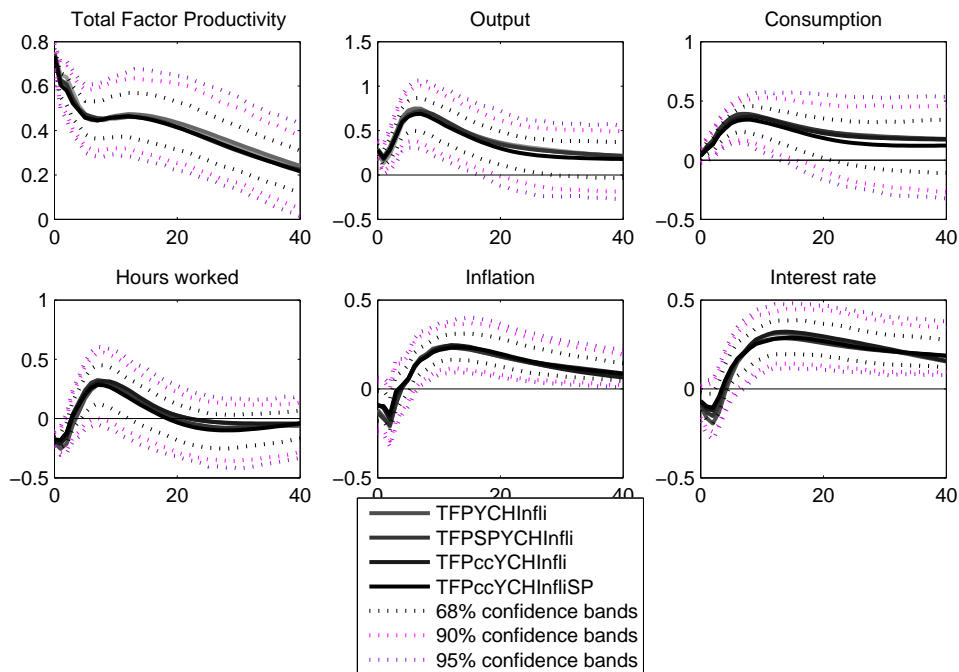 Total Factor Productivity
0.8
0.6
0.4
0.2
0
0 20 40
Output
1.5
1
0.5
0
−0.5
0 20 40
Consumption
1
0.5
0
−0.5
0 20 40
Hours worked
1
0.5
0
−0.5
0 20 40
Inflation
0.5
0
−0.5
0 20 40
Interest rate
0.5
0
−0.5
0 20 40
TFPYCHInfli
TFPSPYCHInfli
TFPccYCHInfli
TFPccYCHInfliSP
68% confidence bands
90% confidence bands
95% confidence bands